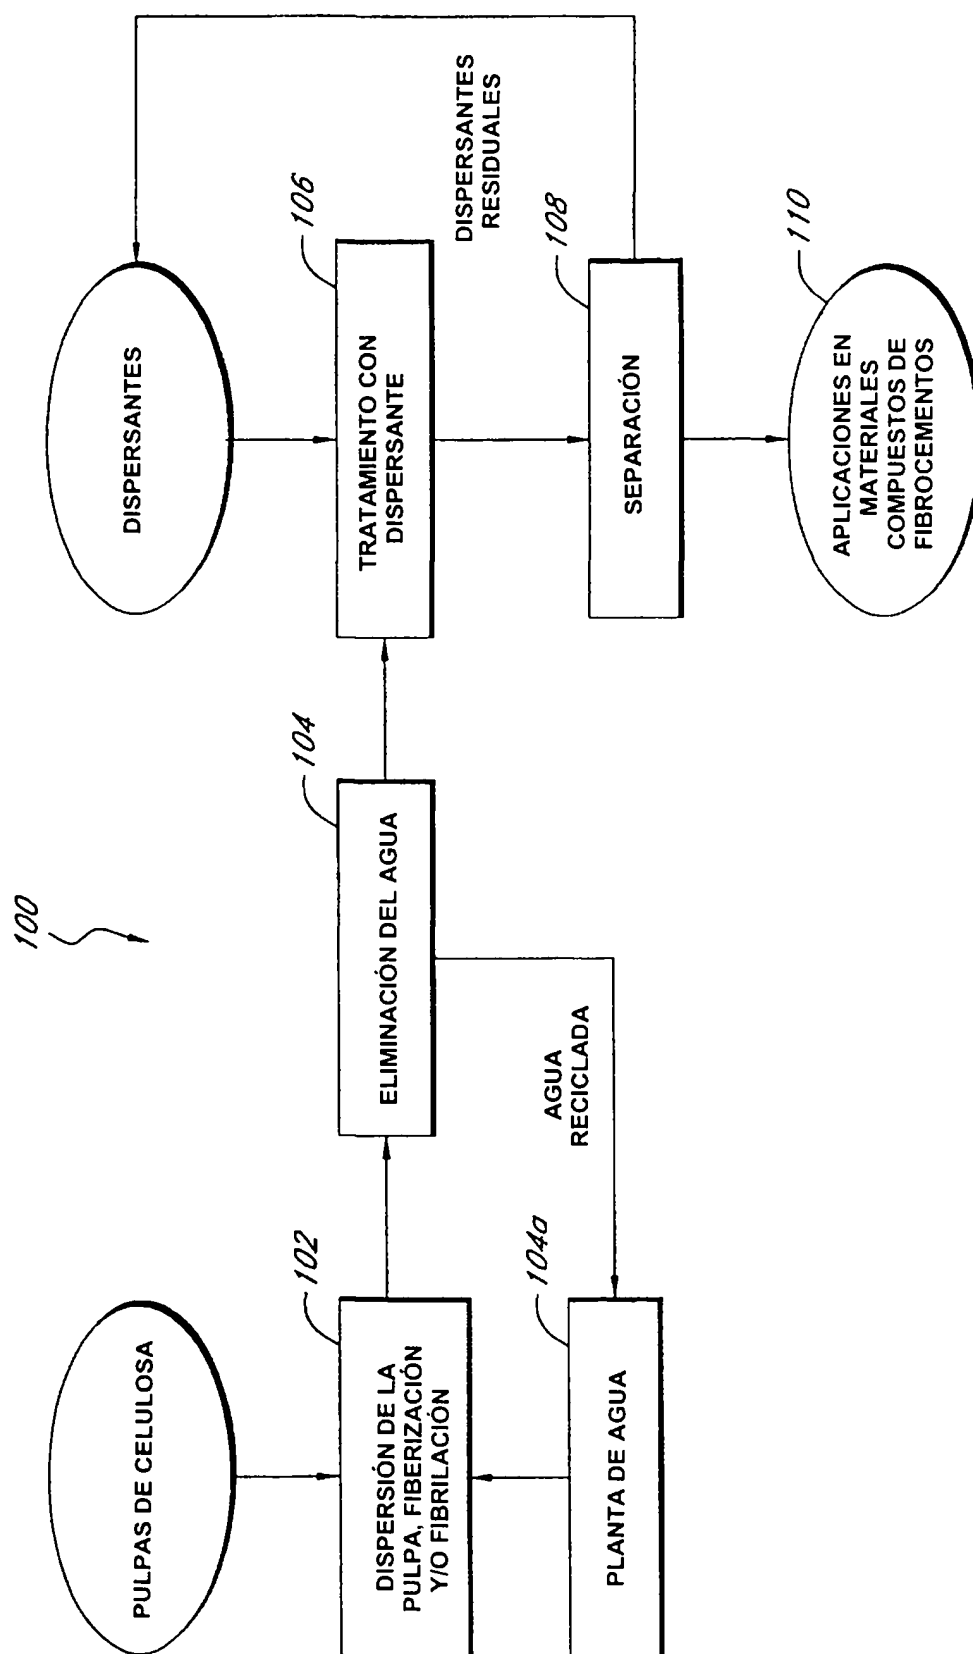 100
PULPAS DE CELULOSA
102
DISPERSIÓN DE LA
PULPA, FIBERIZACIÓN
Y/O FIBRILACIÓN
104a
PLANTA DE AGUA
104
ELIMINACIÓN DEL AGUA
AGUA
RECICLADA
DISPERSANTES
106
TRATAMIENTO CON
DISPERSANTE
DISPERSANTES
RESIDUALES
108
SEPARACIÓN
110
APLICACIONES EN
MATERIALES
COMPUESTOS DE
FIBROCEMENTOS